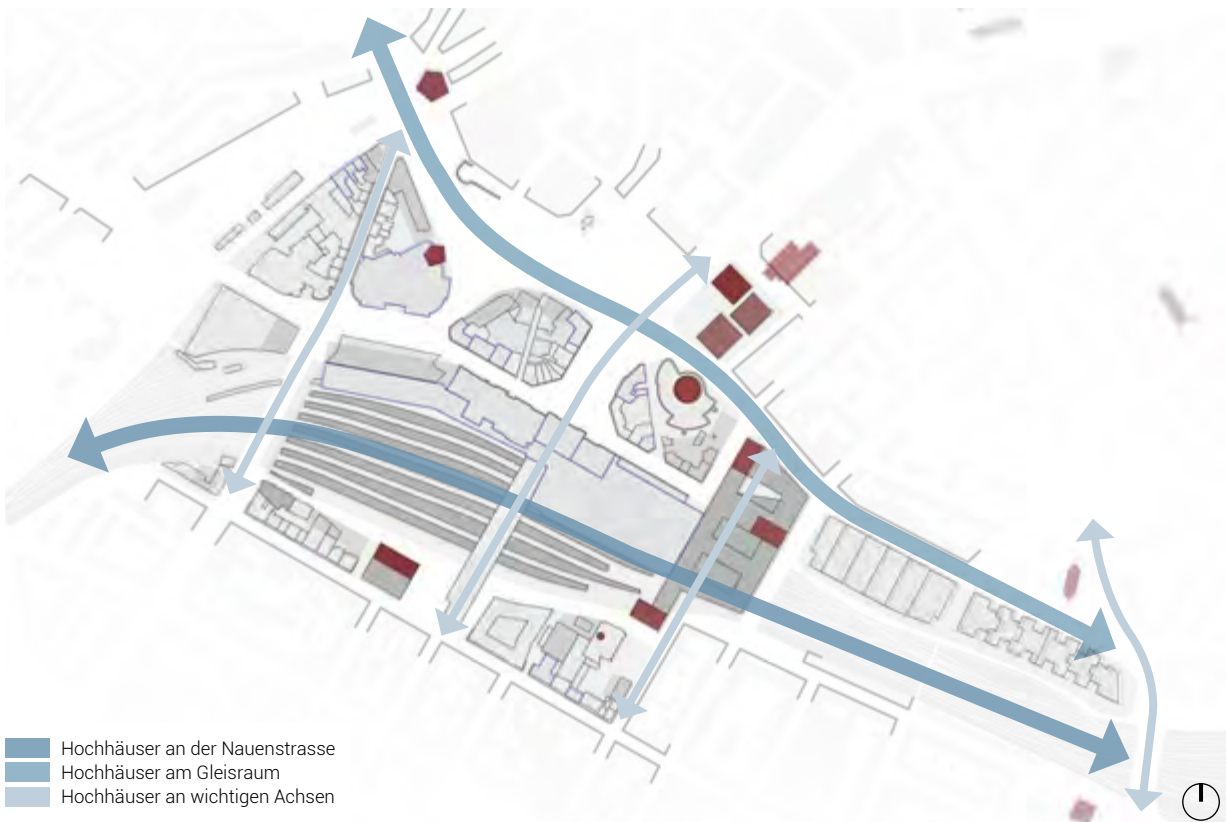 Hochhäuser an der Nauenstrasse
Hochhäuser am Gleisraum
Hochhäuser an wichtigen Achsen